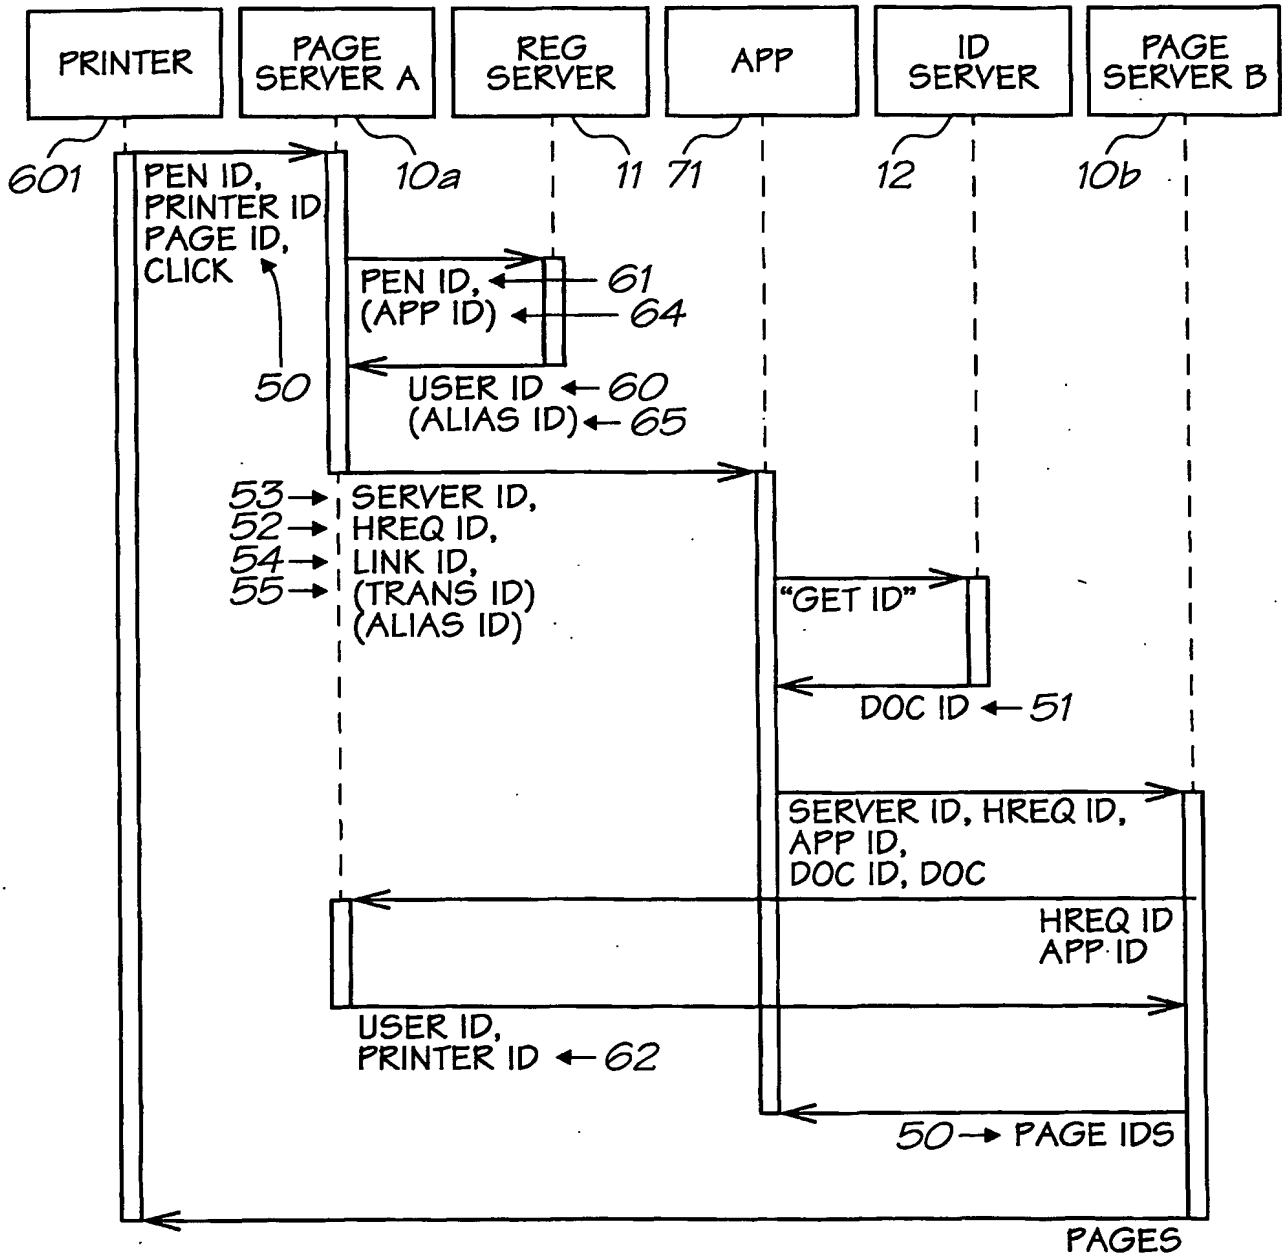 PRINTER
PAGE
SERVER A
REG
SERVER
APP
ID
SERVER
PAGE
SERVER B
601
10a
11
71
12
10b
PEN ID,
PRINTER ID
PAGE ID,
CLICK
50
PEN ID,
61
(APP ID)
64
USER ID
60
(ALIAS ID)
65
53
SERVER ID,
52
HREQ ID,
54
LINK ID,
55
(TRANS ID)
(ALIAS ID)
“GET ID”
DOC ID
51
SERVER ID, HREQ ID,
APP ID,
DOC ID, DOC
HREQ ID
APP ID
USER ID,
PRINTER ID
62
50
PAGE IDS
PAGES